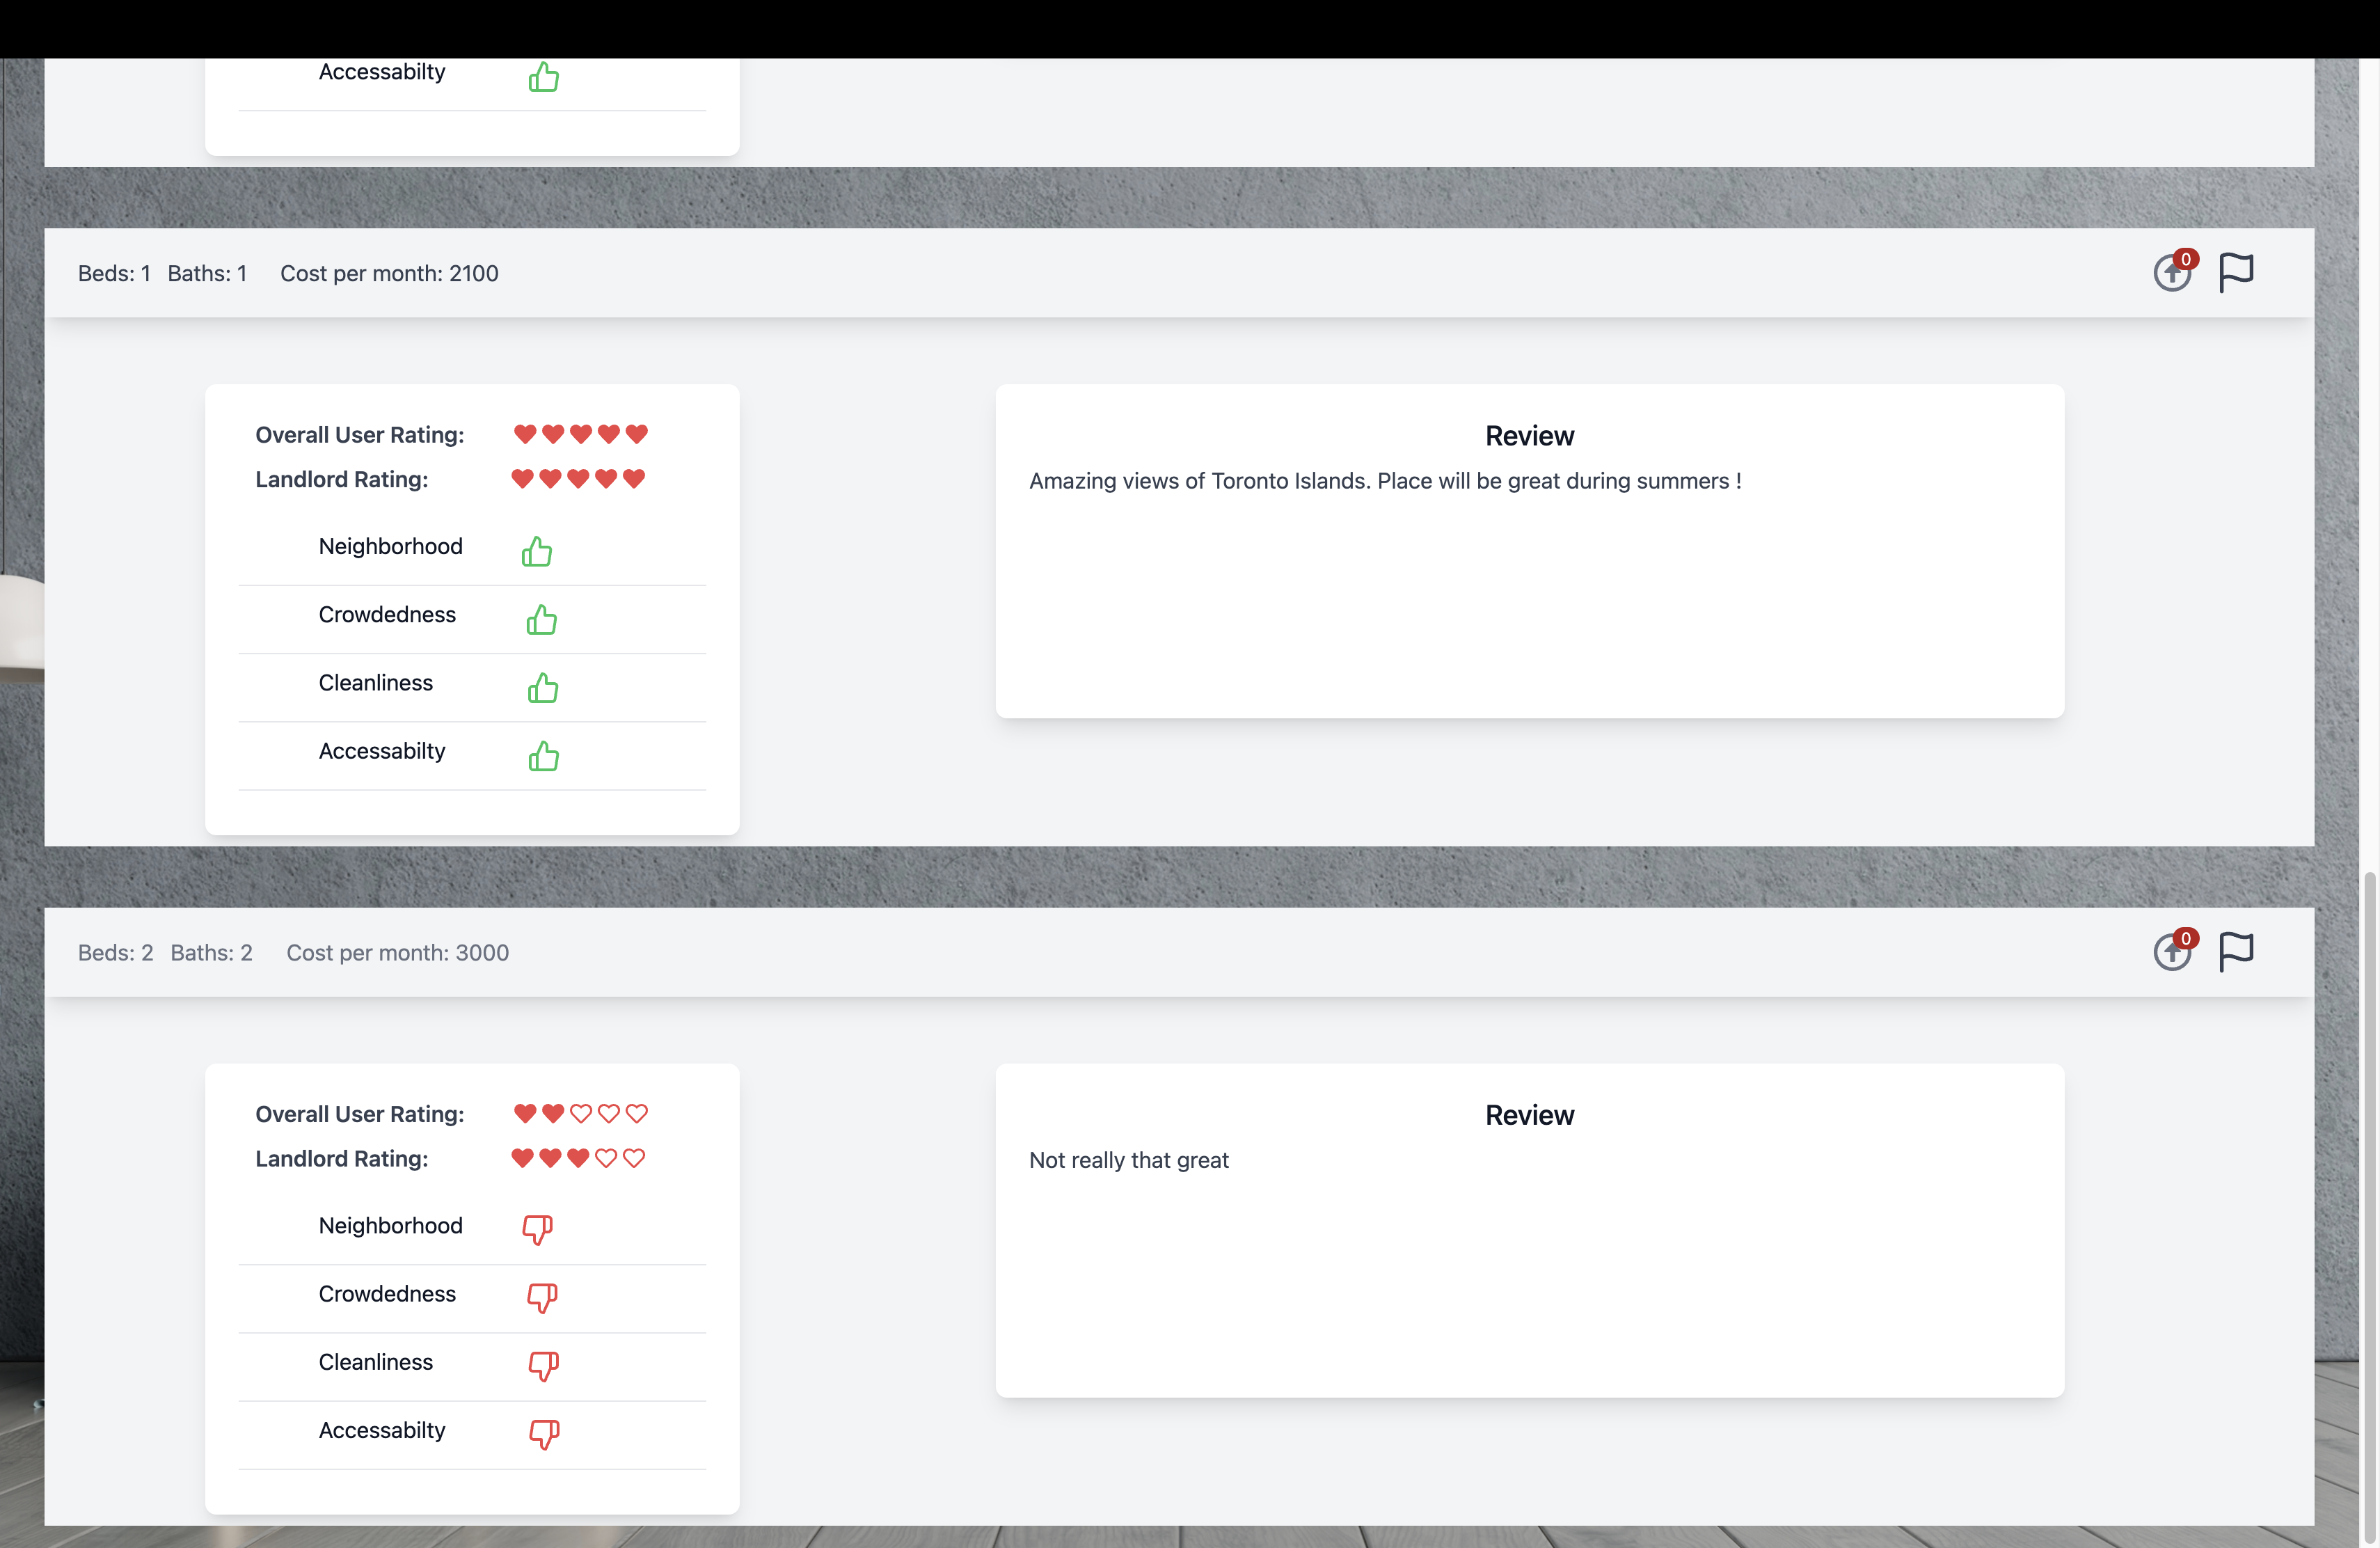 Accessabilty
Beds: 1 Baths: 1 Cost per month: 2100
0
Overall User Rating:
Landlord Rating:
Neighborhood
Crowdedness
Cleanliness
Accessabilty
Review
Amazing views of Toronto Islands. Place will be great during summers !
Beds: 2 Baths: 2 Cost per month: 3000
0
Overall User Rating:
Landlord Rating:
Neighborhood
Crowdedness
Cleanliness
Accessabilty
Review
Not really that great